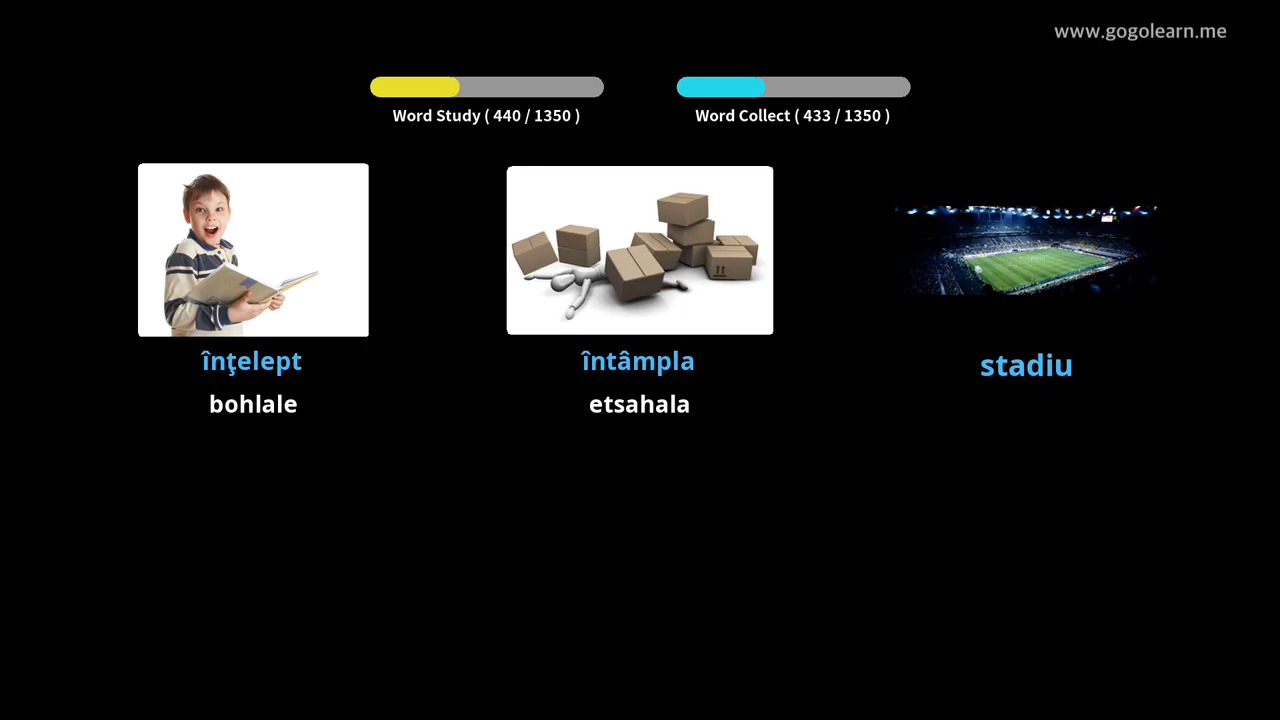 www.gogolearn.me
Word Study ( 440 / 1350 )
Word Collect ( 433 / 1350 )
înţelept
bohlale
întâmpla
etsahala
stadiu